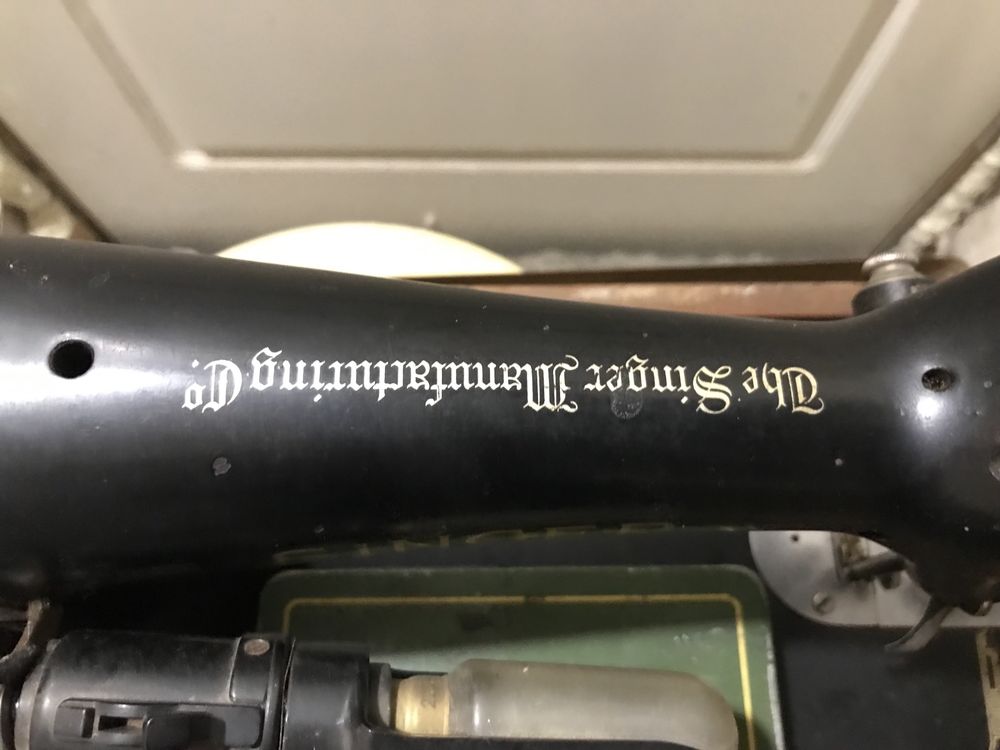 The Singer Manufacturing Co.